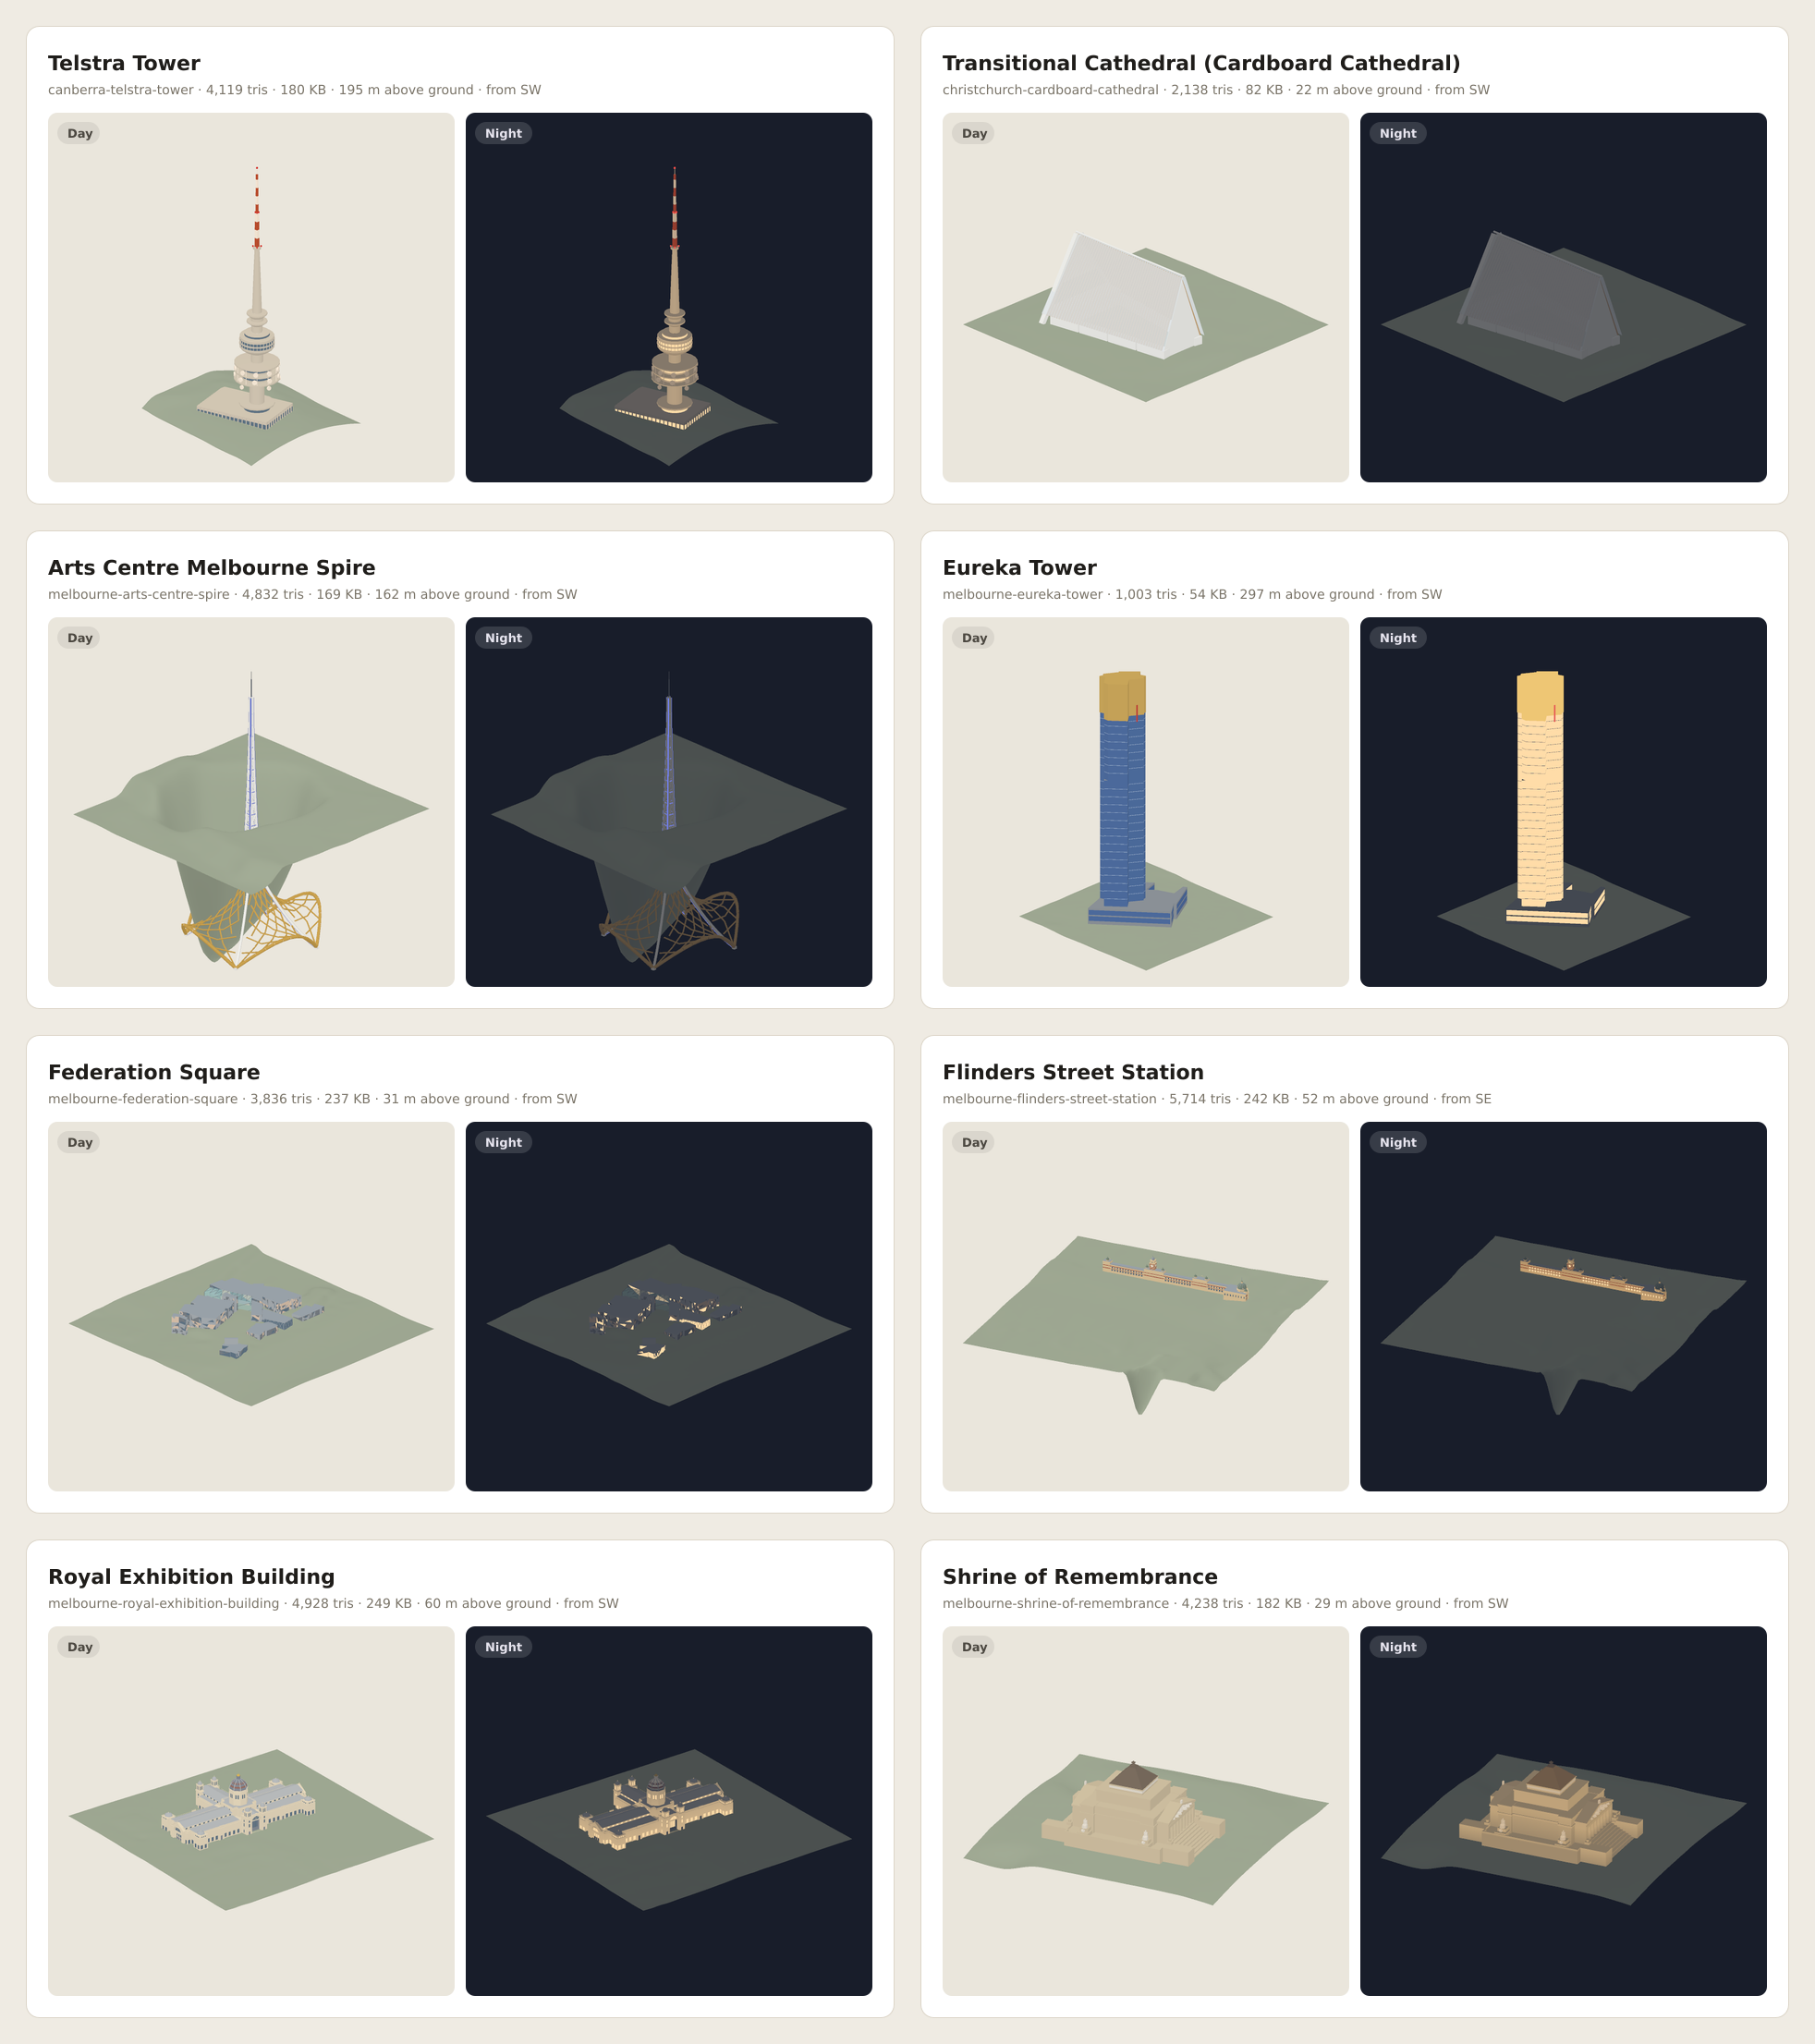 Telstra Tower
canberra-telstra-tower · 4,119 tris · 180 KB · 195 m above ground · from SW
Day
Night
Transitional Cathedral (Cardboard Cathedral)
christchurch-cardboard-cathedral · 2,138 tris · 82 KB · 22 m above ground · from SW
Day
Night
Arts Centre Melbourne Spire
melbourne-arts-centre-spire · 4,832 tris · 169 KB · 162 m above ground · from SW
Day
Night
Eureka Tower
melbourne-eureka-tower · 1,003 tris · 54 KB · 297 m above ground · from SW
Day
Night
Federation Square
melbourne-federation-square · 3,836 tris · 237 KB · 31 m above ground · from SW
Day
Night
Flinders Street Station
melbourne-flinders-street-station · 5,714 tris · 242 KB · 52 m above ground · from SE
Day
Night
Royal Exhibition Building
melbourne-royal-exhibition-building · 4,928 tris · 249 KB · 60 m above ground · from SW
Day
Night
Shrine of Remembrance
melbourne-shrine-of-remembrance · 4,238 tris · 182 KB · 29 m above ground · from SW
Day
Night